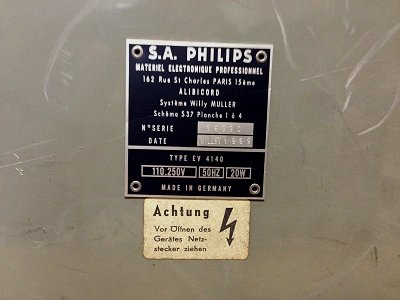 S.A. PHILIPS
MATERIEL ELECTRONIQUE PROFESSIONNEL
162 Rue St Charles PARIS 15ème
ALIBICORD
Système Willy MULLER
Schéma S37 Planche 1 à 4
N° SERIE
DATE
TYPE EV 4140
110.250V 50HZ 20W
MADE IN GERMANY
Achtung
Vor Öffnen des
Gerätes Netz-
stecker ziehen